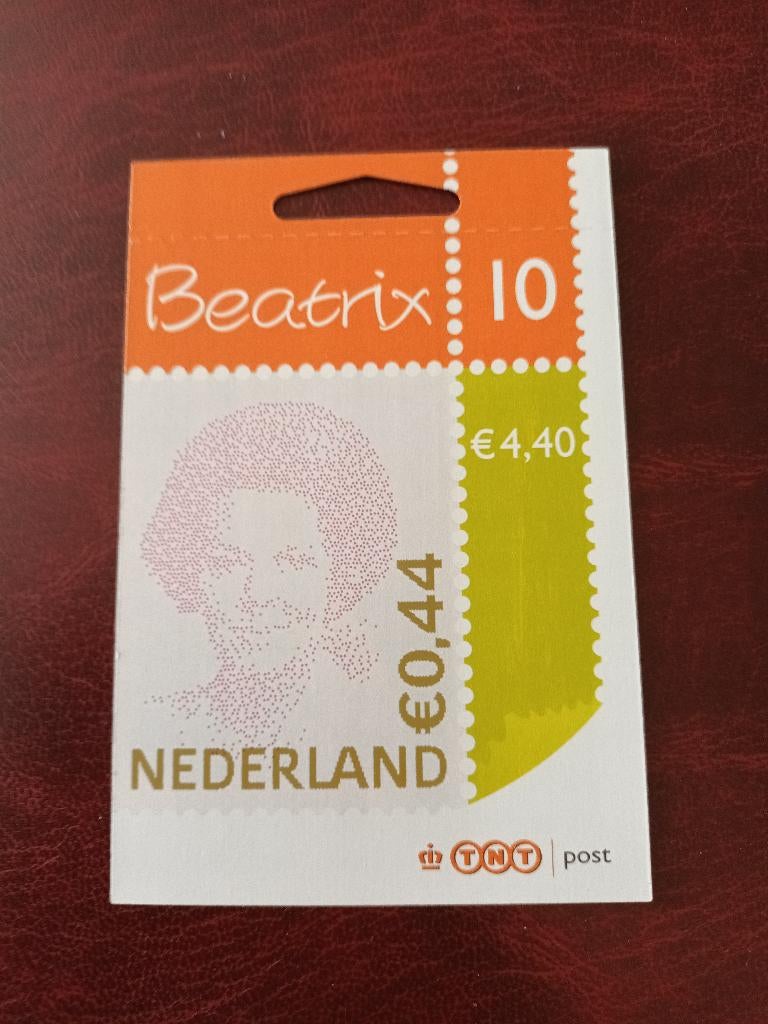 Beatrix
10
€4,40
€0,44
NEDERLAND
TNT post